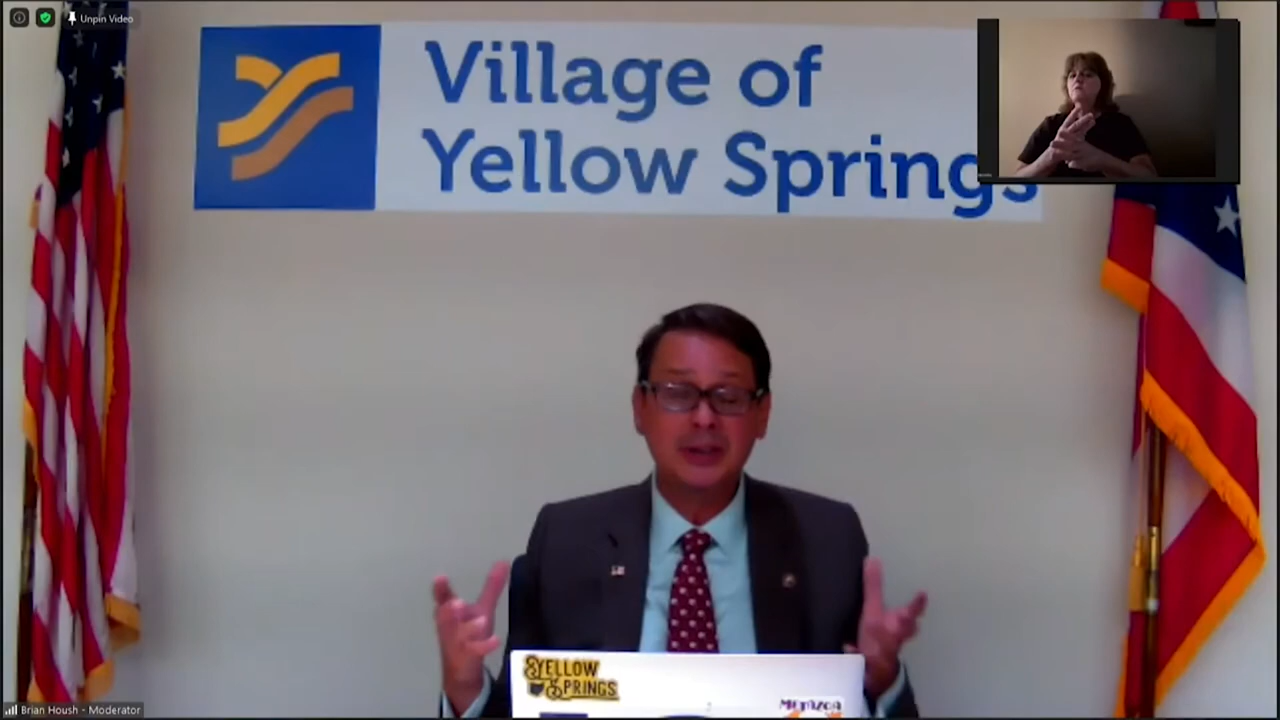 Unpin Video
Village of
Yellow Springs
YELLOW
SPRINGS
Brian Housh - Moderator